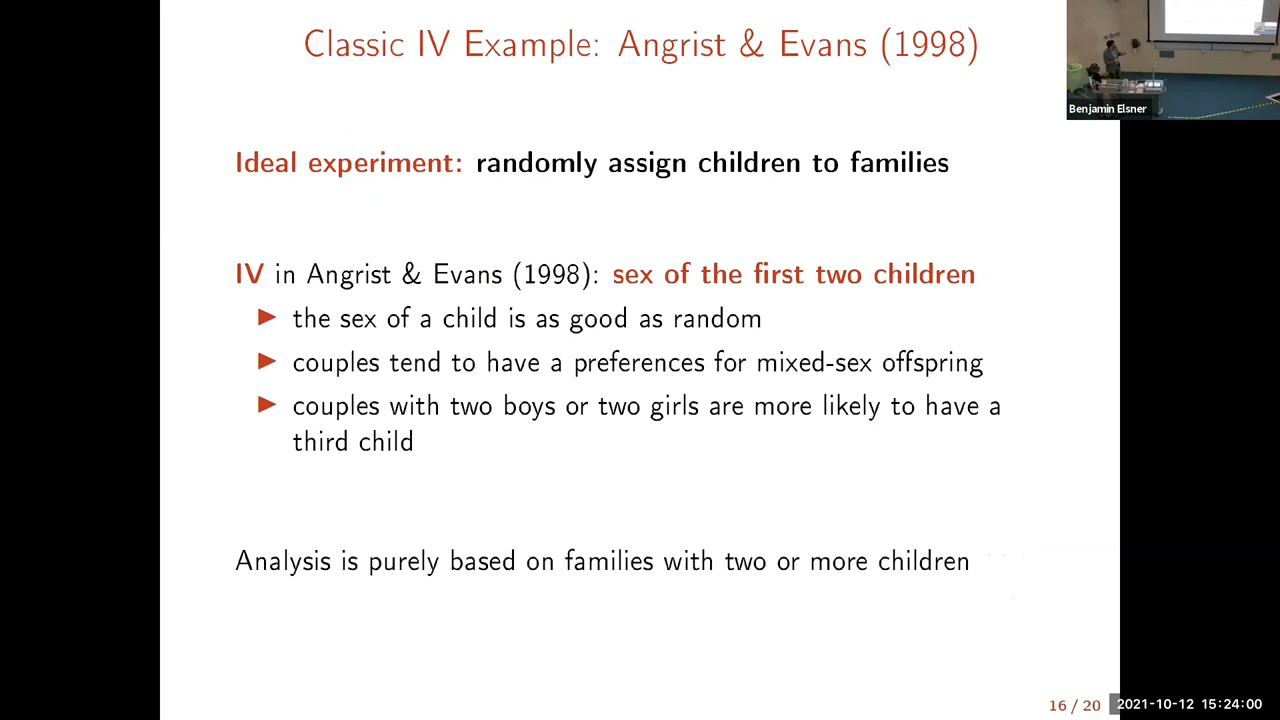 Classic IV Example: Angrist & Evans (1998)
Benjamin Elsner
Ideal experiment: randomly assign children to families
IV in Angrist & Evans (1998): sex of the first two children
▶ the sex of a child is as good as random
▶ couples tend to have a preferences for mixed-sex offspring
▶ couples with two boys or two girls are more likely to have a
third child
Analysis is purely based on families with two or more children
16 / 20
2021-10-12 15:24:00